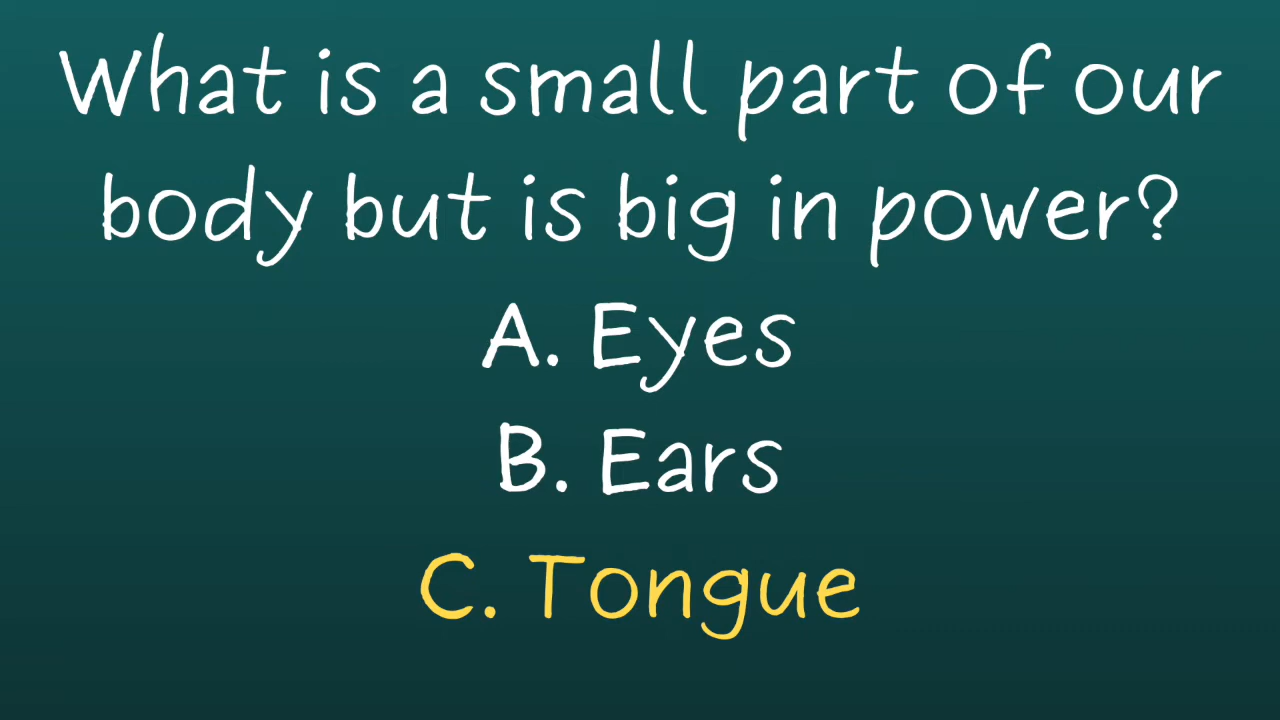 What is a small part of our
body but is big in power?
A. Eyes
B. Ears
C. Tongue